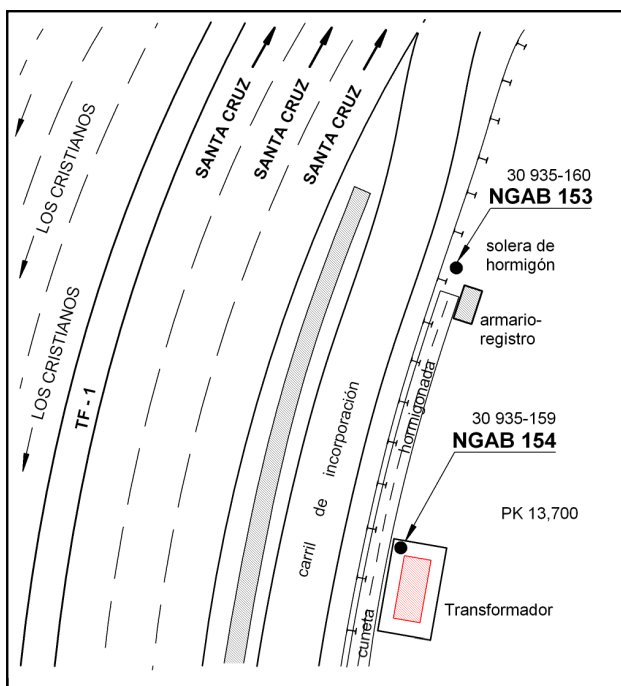 LOS CRISTIANOS
LOS CRISTIANOS
TF - 1
SANTA CRUZ
SANTA CRUZ
SANTA CRUZ
30 935-160
NGAB 153
solera de
hormigón
armario-
registro
carril de incorporación
cuneta hormigonada
30 935-159
NGAB 154
PK 13,700
Transformador